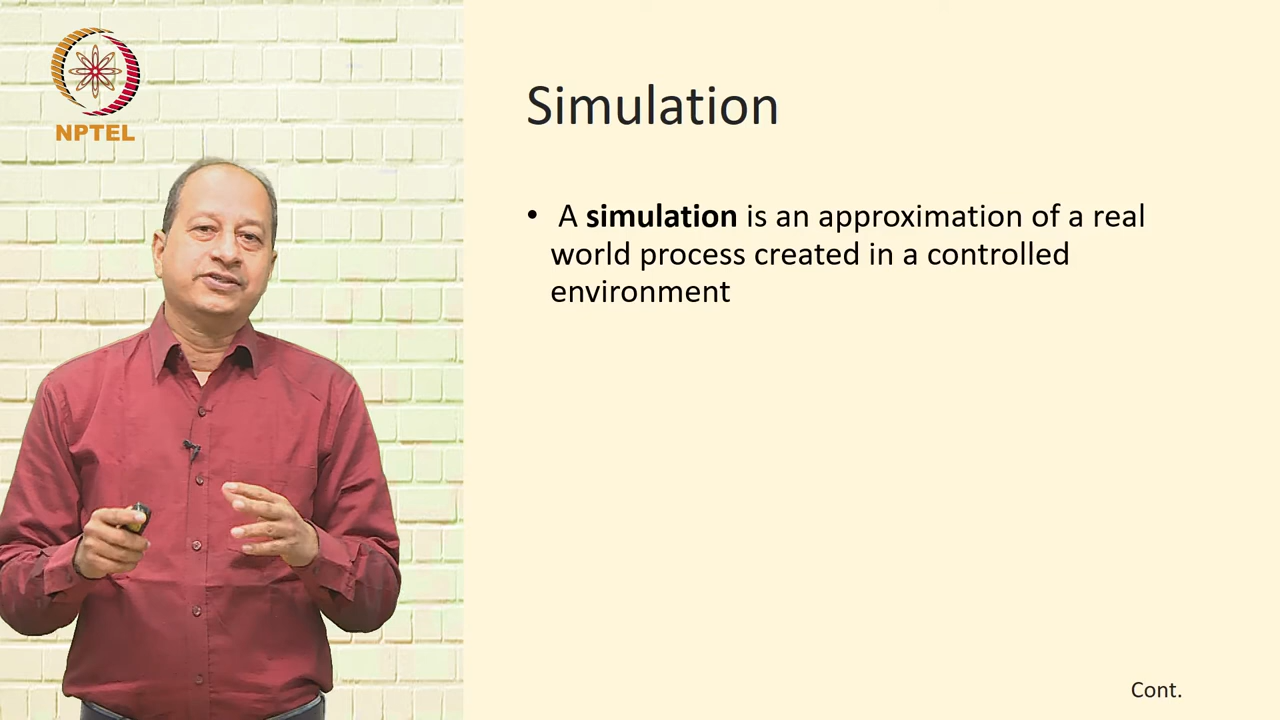 NPTEL
Simulation
• A simulation is an approximation of a real
world process created in a controlled
environment
Cont.